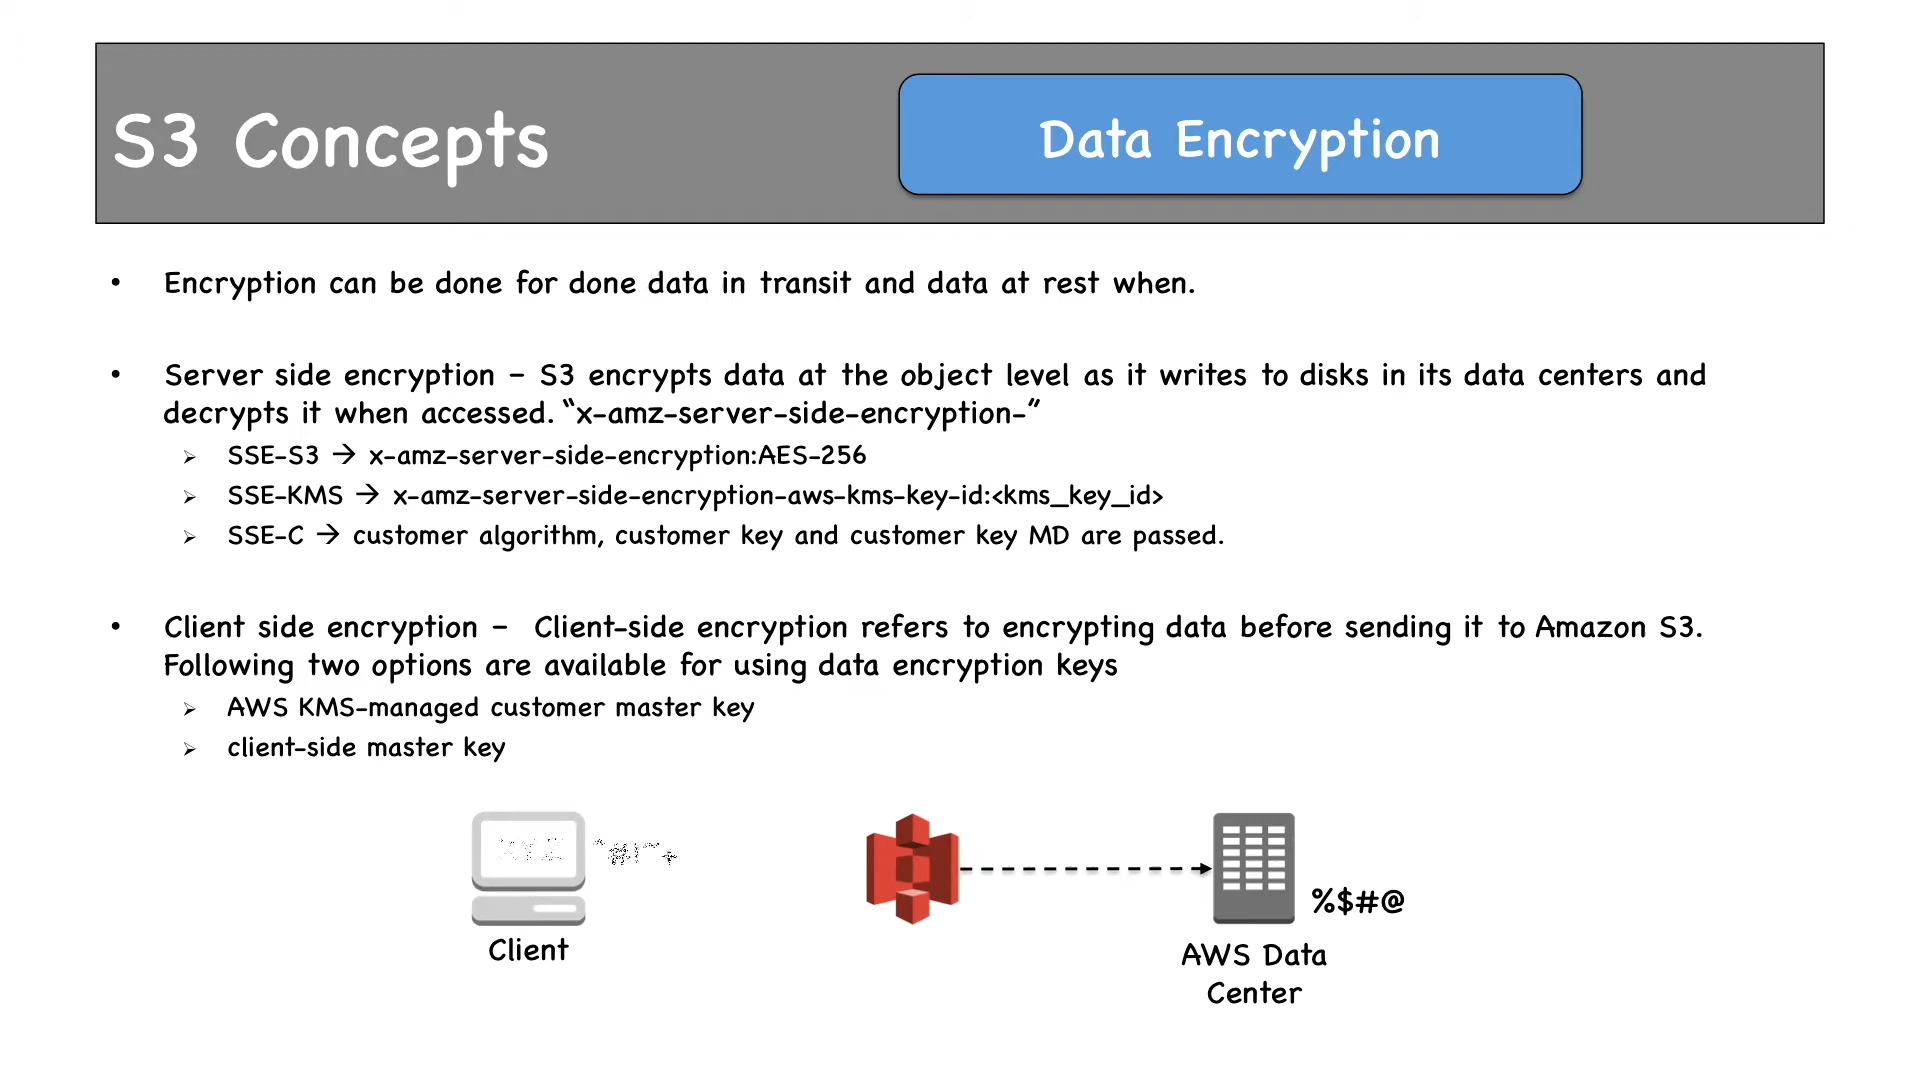 S3 Concepts
Data Encryption
• Encryption can be done for done data in transit and data at rest when.
• Server side encryption – S3 encrypts data at the object level as it writes to disks in its data centers and
decrypts it when accessed. “x-amz-server-side-encryption-”
➢ SSE-S3 → x-amz-server-side-encryption:AES-256
➢ SSE-KMS → x-amz-server-side-encryption-aws-kms-key-id:<kms_key_id>
➢ SSE-C → customer algorithm, customer key and customer key MD are passed.
• Client side encryption – Client-side encryption refers to encrypting data before sending it to Amazon S3.
Following two options are available for using data encryption keys
➢ AWS KMS-managed customer master key
➢ client-side master key
%$#@
Client
AWS Data
Center